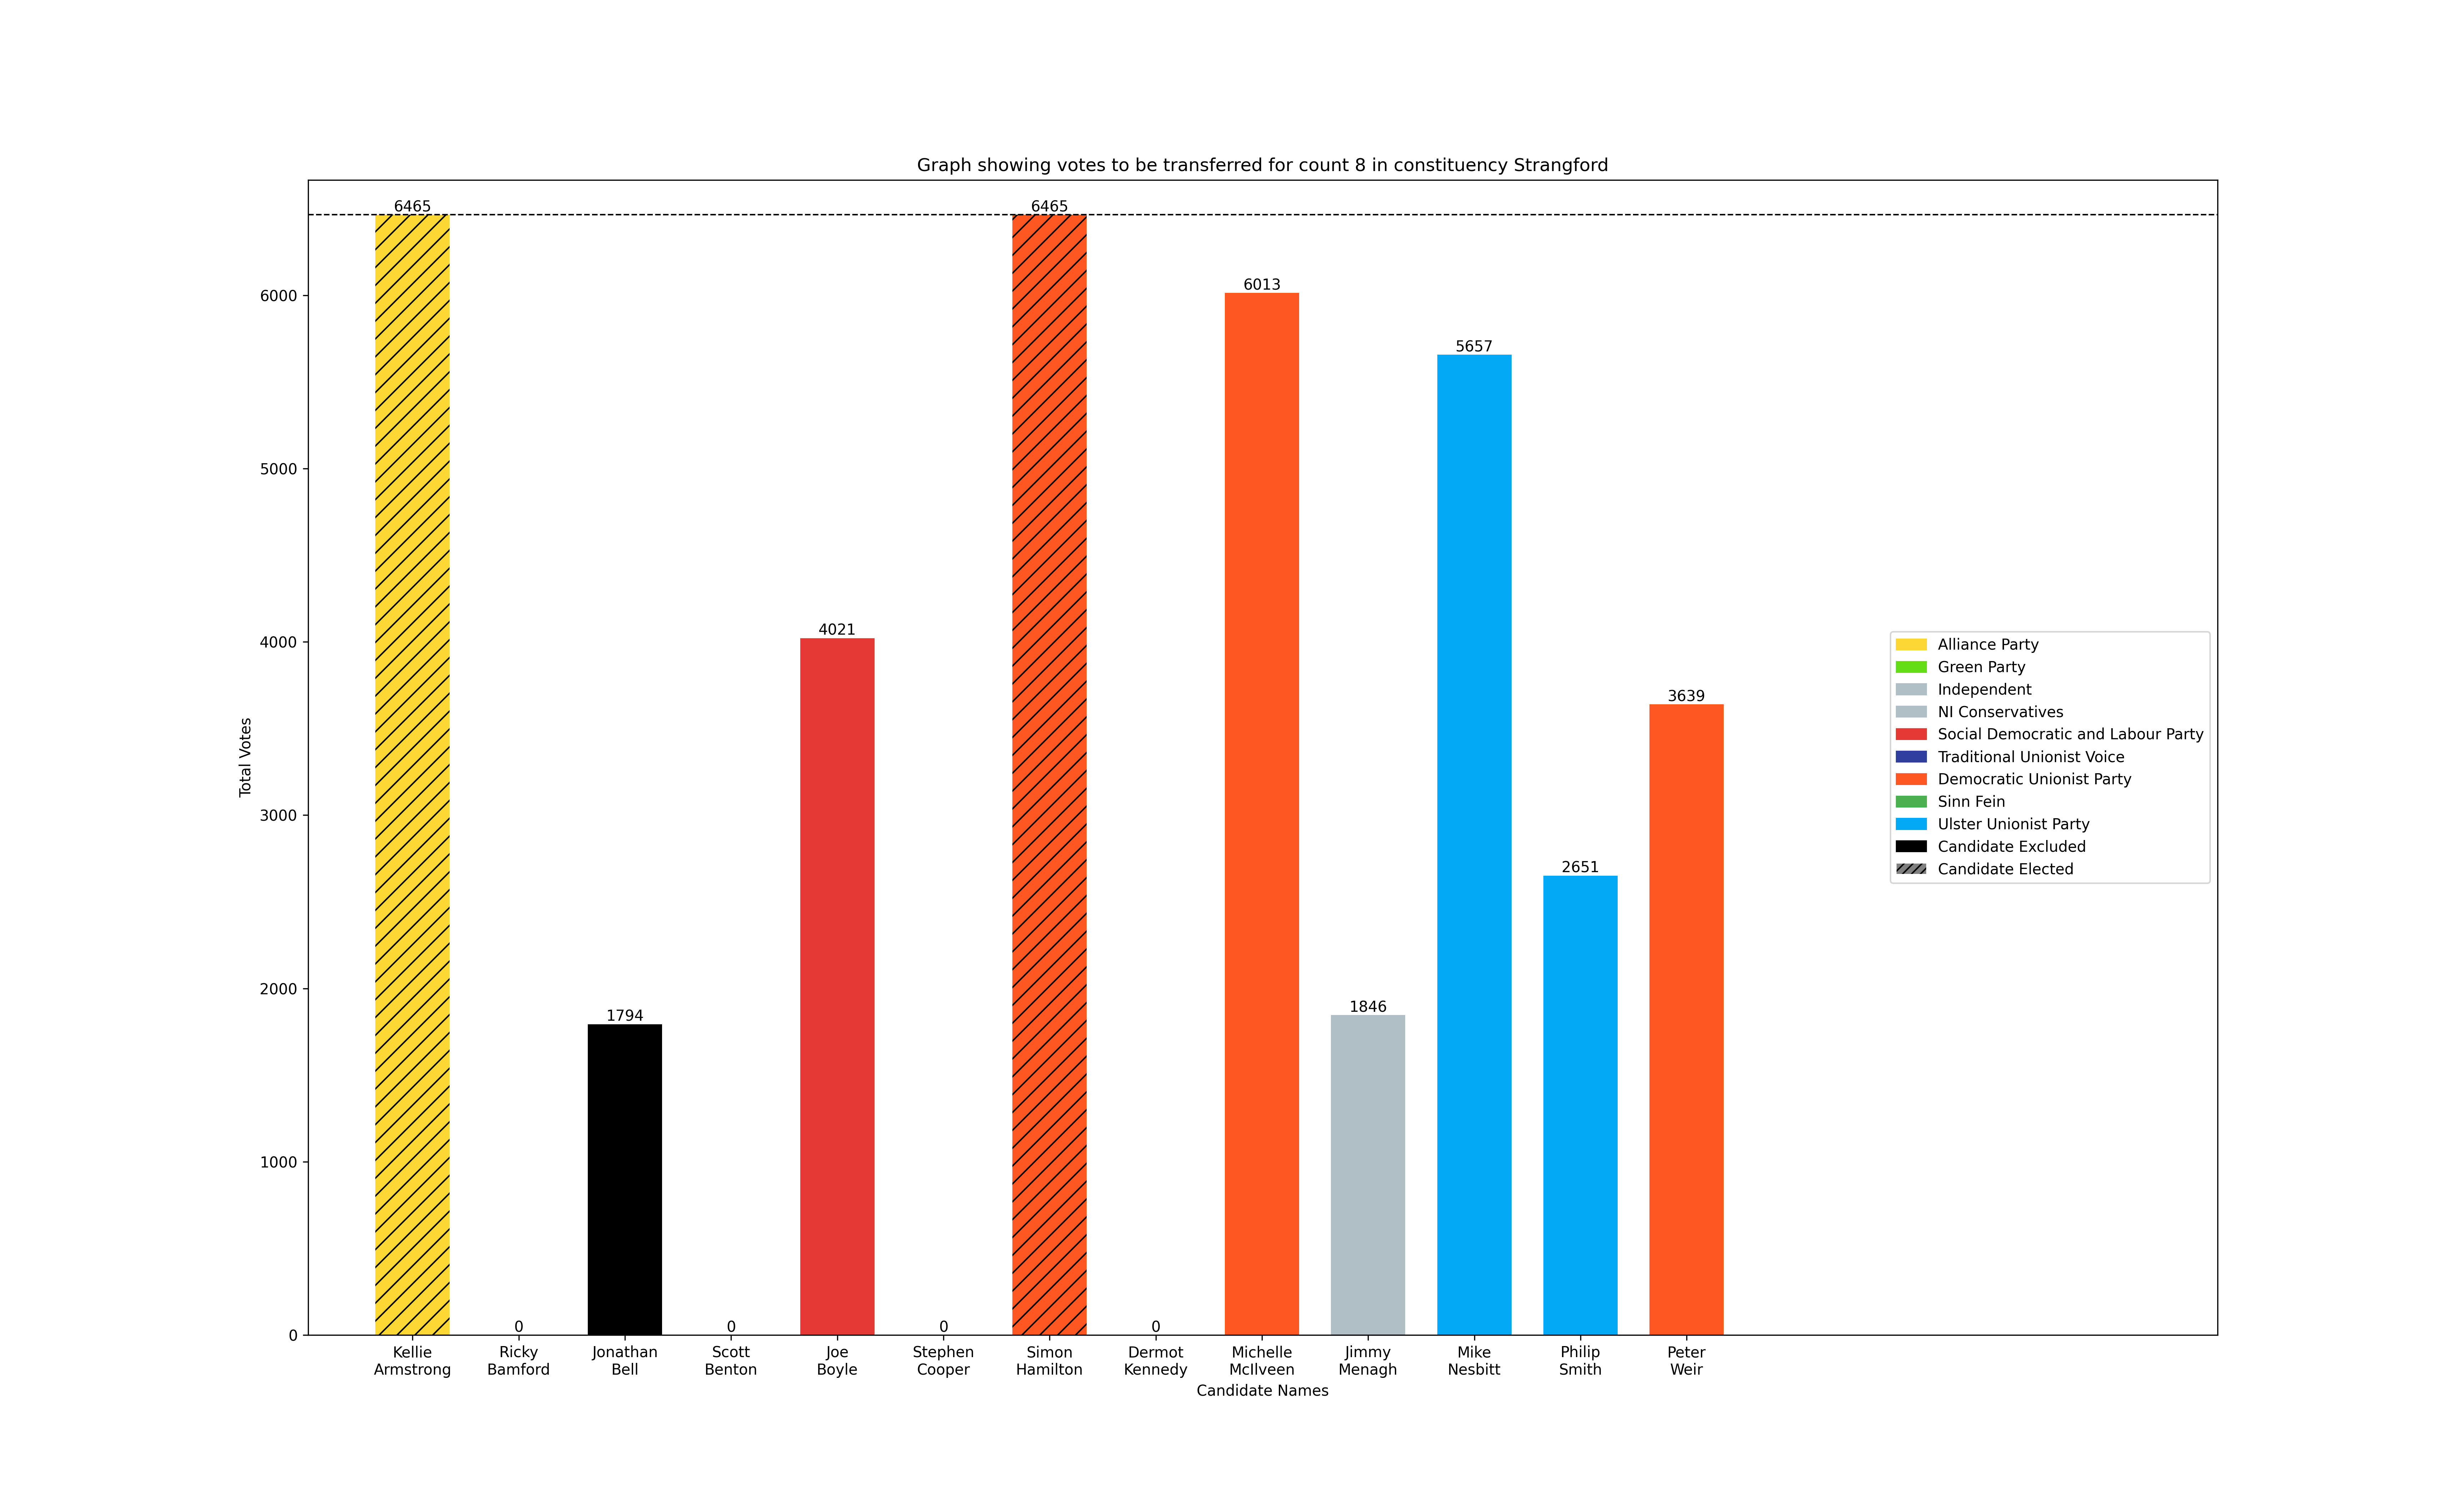 Graph showing votes to be transferred for count 8 in constituency Strangford
6465
6465
6013
5657
4021
3639
2651
1846
1794
0
0
0
0
Total Votes
6000
5000
4000
3000
2000
1000
0
Alliance Party
Green Party
Independent
NI Conservatives
Social Democratic and Labour Party
Traditional Unionist Voice
Democratic Unionist Party
Sinn Fein
Ulster Unionist Party
Candidate Excluded
Candidate Elected
Kellie
Armstrong
Ricky
Bamford
Jonathan
Bell
Scott
Benton
Joe
Boyle
Stephen
Cooper
Simon
Hamilton
Dermot
Kennedy
Michelle
McIlveen
Jimmy
Menagh
Mike
Nesbitt
Philip
Smith
Peter
Weir
Candidate Names